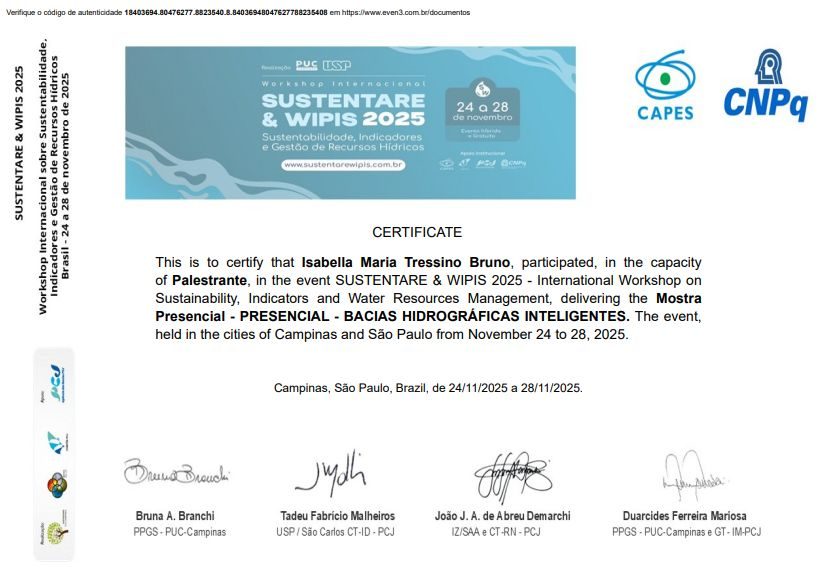 Verifique o código de autenticidade 18403694.80476277.8823540.8.84036948047627788235408 em https://www.even3.com.br/documentos
SUSTENTARE & WIPIS 2025
Workshop Internacional sobre Sustentabilidade,
Indicadores e Gestão de Recursos Hídricos
Brasil - 24 a 28 de novembro de 2025
Realização PUC USP
Workshop Internacional
SUSTENTARE
& WIPIS 2025
Sustentabilidade, Indicadores
e Gestão de Recursos Hídricos
www.sustentarewipis.com.br
24 a 28
de novembro
Evento Híbrido
e Gratuito
Apoio Institucional
CAPES
CNPq
CERTIFICATE
This is to certify that Isabella Maria Tressino Bruno, participated, in the capacity
of Palestrante, in the event SUSTENTARE & WIPIS 2025 - International Workshop on
Sustainability, Indicators and Water Resources Management, delivering the Mostra
Presencial - PRESENCIAL - BACIAS HIDROGRÁFICAS INTELIGENTES. The event,
held in the cities of Campinas and São Paulo from November 24 to 28, 2025.
Campinas, São Paulo, Brazil, de 24/11/2025 a 28/11/2025.
Apoio
PCJ
Realização
Bruna A. Branchi
PPGS - PUC-Campinas
Tadeu Fabrício Malheiros
USP / São Carlos CT-ID - PCJ
João J. A. de Abreu Demarchi
IZ/SAA e CT-RN - PCJ
Duarcides Ferreira Mariosa
PPGS - PUC-Campinas e GT- IM-PCJ